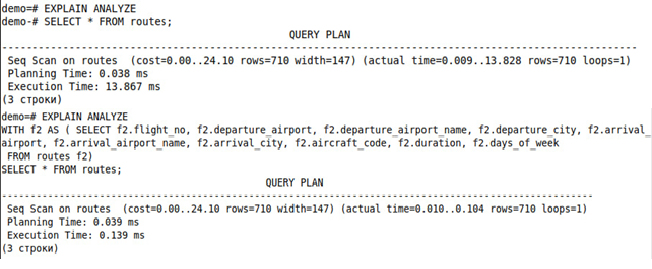 demo=# EXPLAIN ANALYZE
demo-# SELECT * FROM routes;
QUERY PLAN
Seq Scan on routes (cost=0.00..24.10 rows=710 width=147) (actual time=0.009..13.828 rows=710 loops=1)
Planning Time: 0.038 ms
Execution Time: 13.867 ms
(3 строки)
demo=# EXPLAIN ANALYZE
WITH f2 AS ( SELECT f2.flight_no, f2.departure_airport, f2.departure_airport_name, f2.departure_city, f2.arrival_
airport, f2.arrival_airport_name, f2.arrival_city, f2.aircraft_code, f2.duration, f2.days_of_week
FROM routes f2)
SELECT * FROM routes;
QUERY PLAN
Seq Scan on routes (cost=0.00..24.10 rows=710 width=147) (actual time=0.010..0.104 rows=710 loops=1)
Planning Time: 0.039 ms
Execution Time: 0.139 ms
(3 строки)